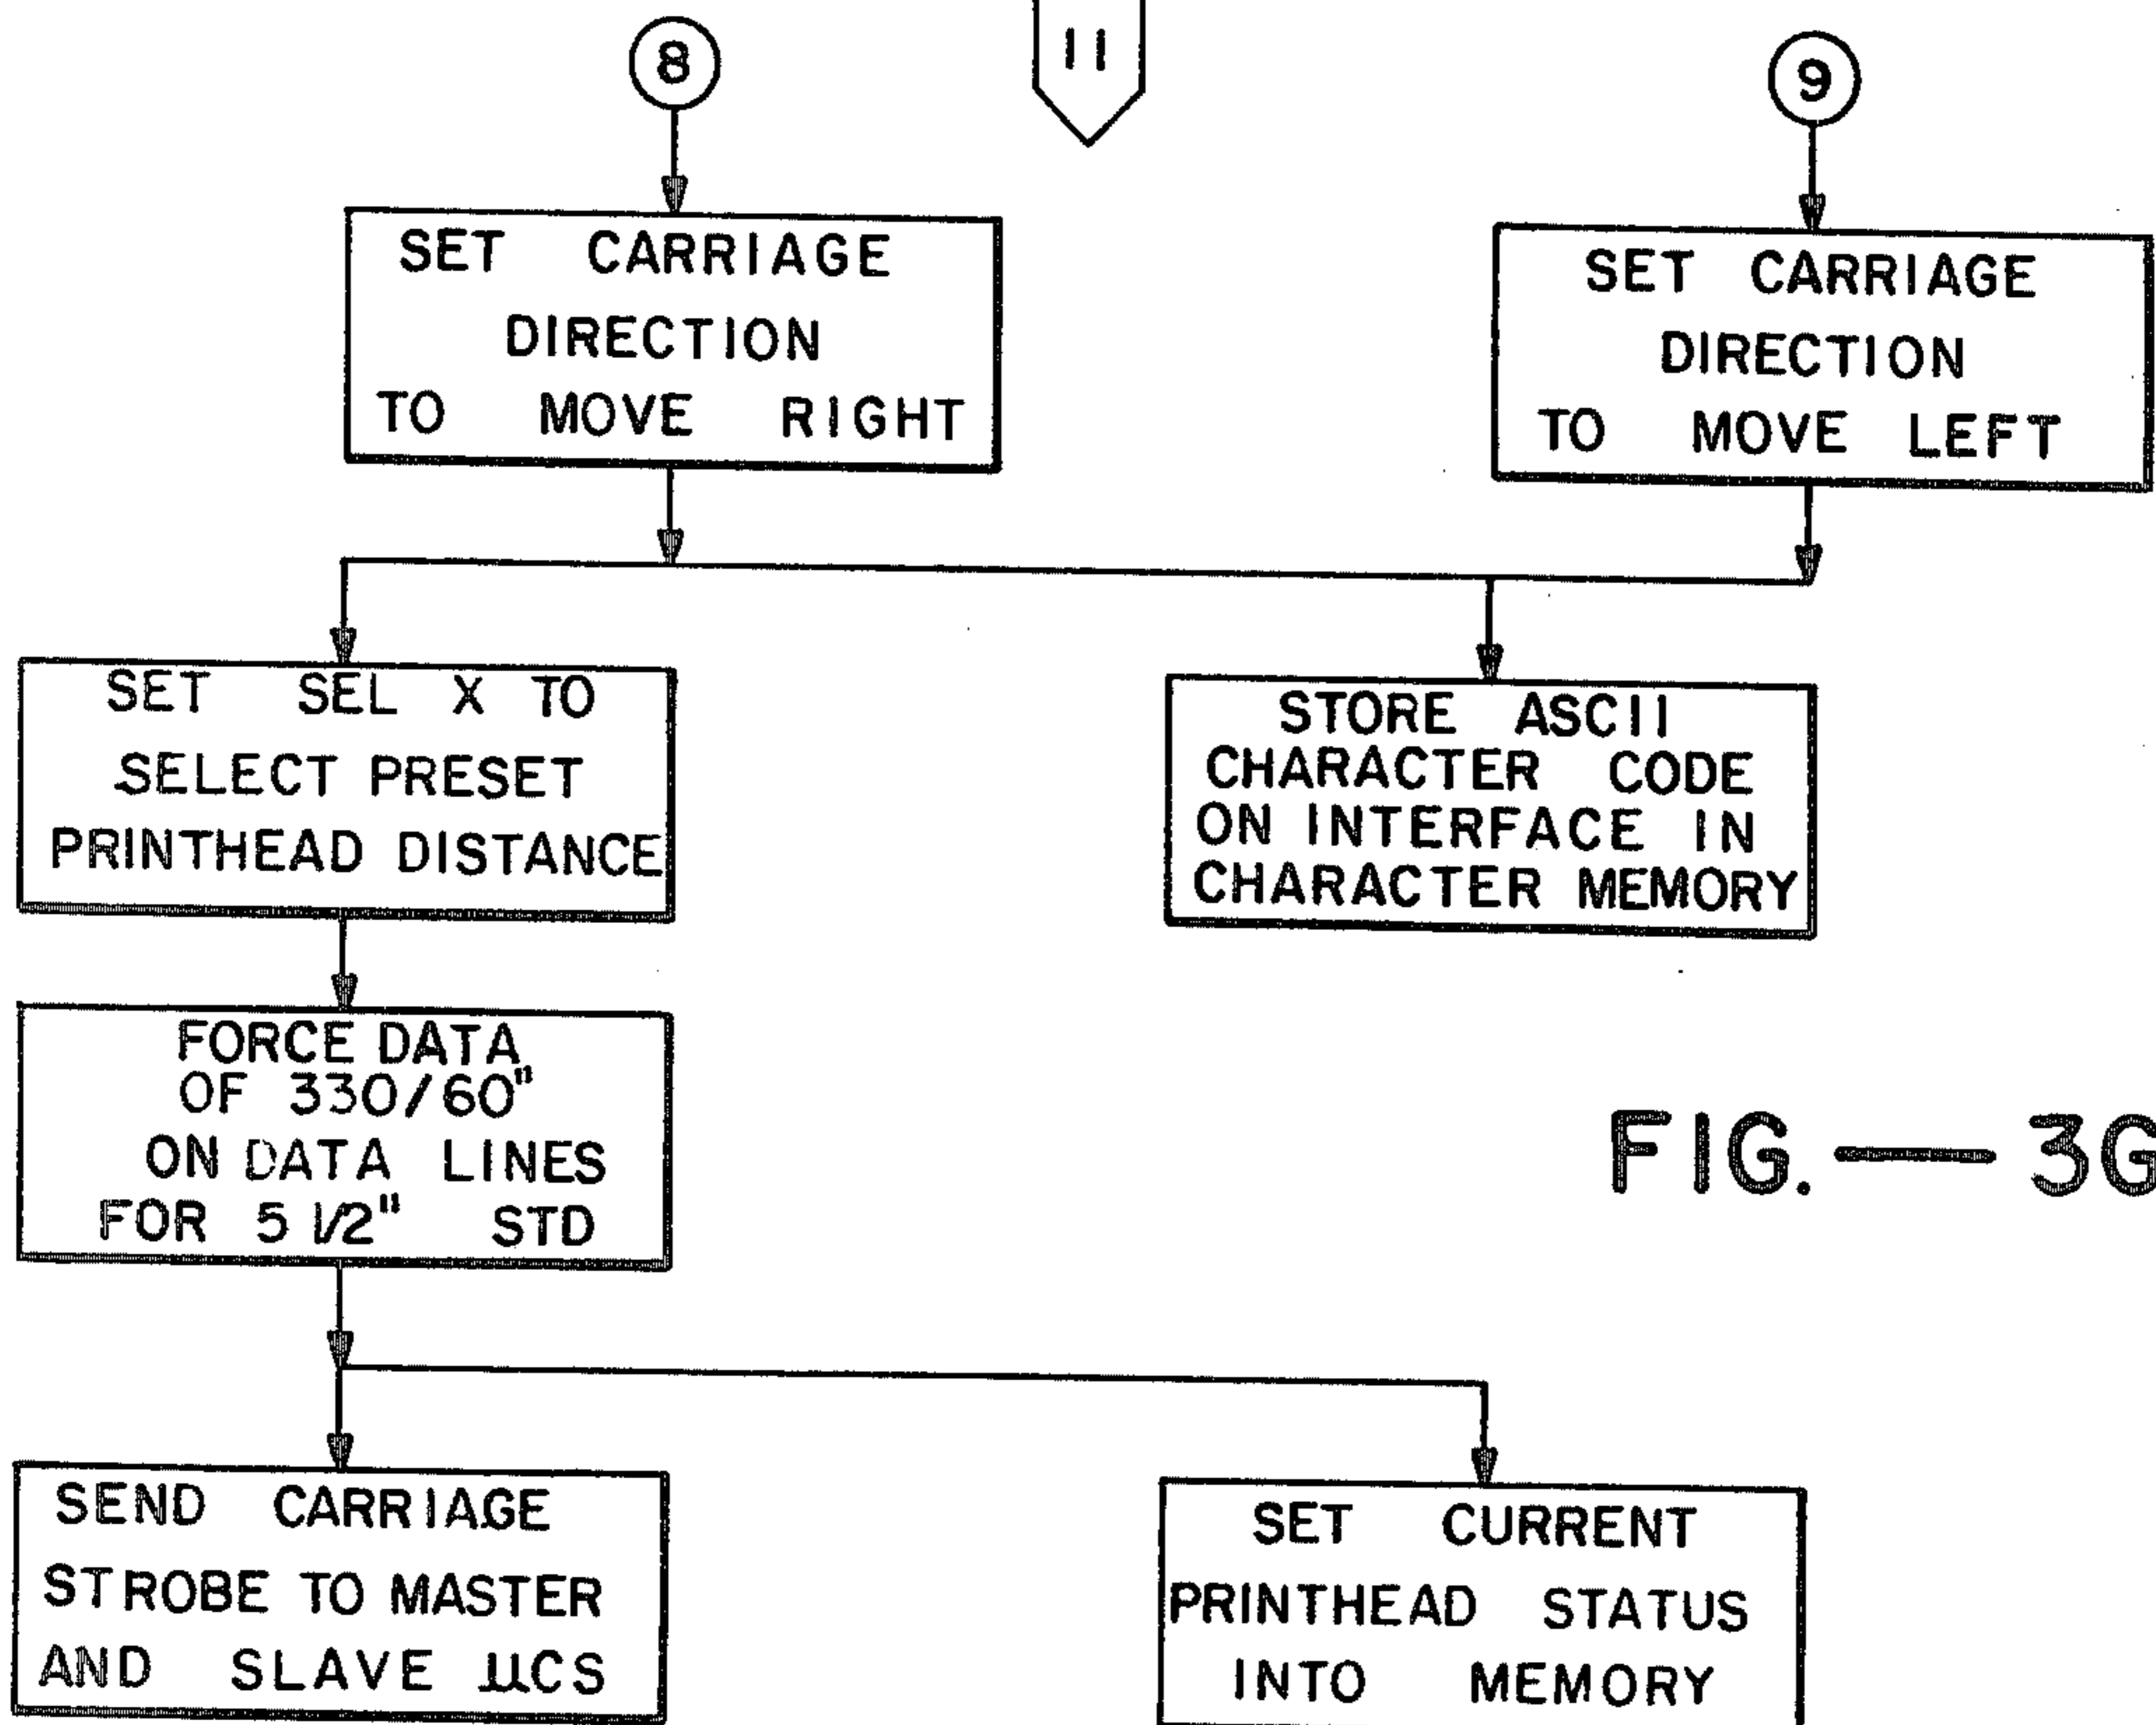 8
11
9
SET CARRIAGE
DIRECTION
TO MOVE RIGHT
SET CARRIAGE
DIRECTION
TO MOVE LEFT
SET SEL X TO
SELECT PRESET
PRINTHEAD DISTANCE
STORE ASCII
CHARACTER CODE
ON INTERFACE IN
CHARACTER MEMORY
FORCE DATA
OF 330/60"
ON DATA LINES
FOR 5 1/2" STD
FIG.—3G
SEND CARRIAGE
STROBE TO MASTER
AND SLAVE µCS
SET CURRENT
PRINTHEAD STATUS
INTO MEMORY